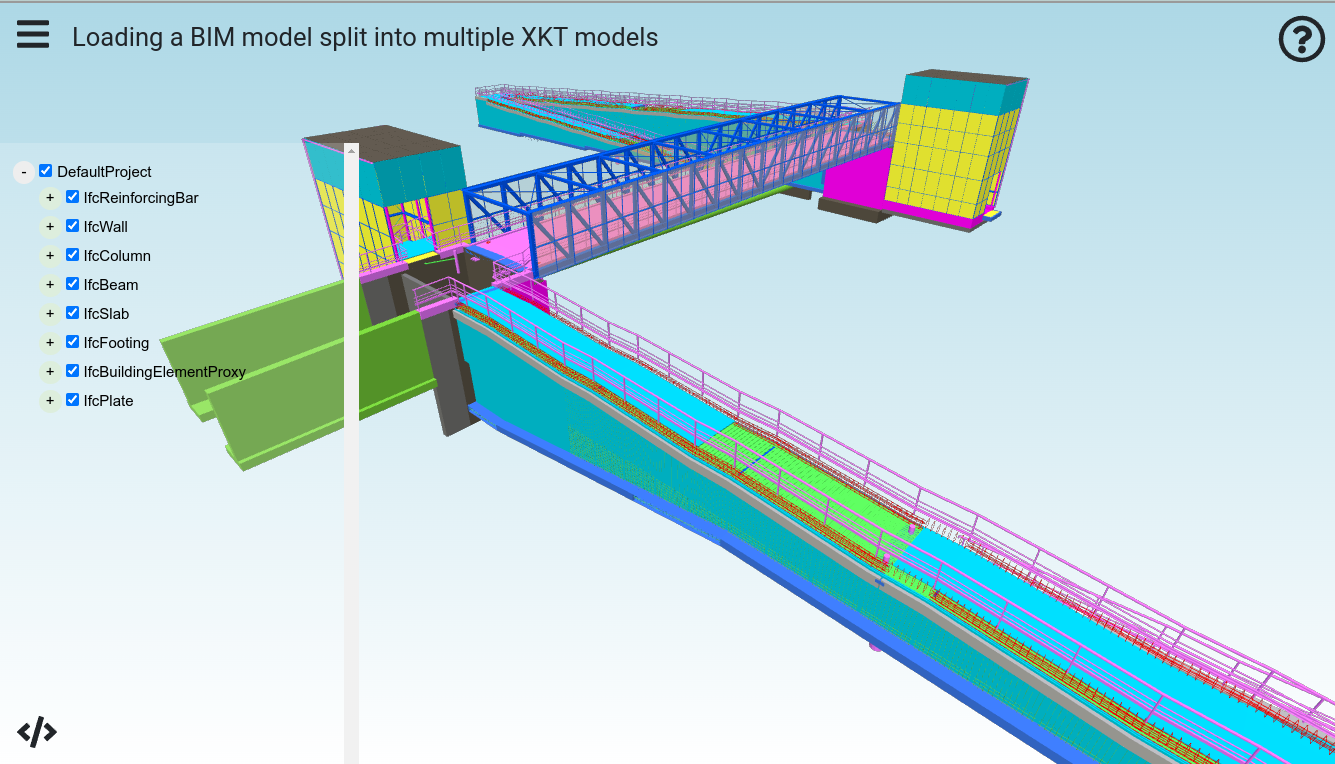 Loading a BIM model split into multiple XKT models
?
- DefaultProject
+ IfcReinforcingBar
+ IfcWall
+ IfcColumn
+ IfcBeam
+ IfcSlab
+ IfcFooting
+ IfcBuildingElementProxy
+ IfcPlate
</>